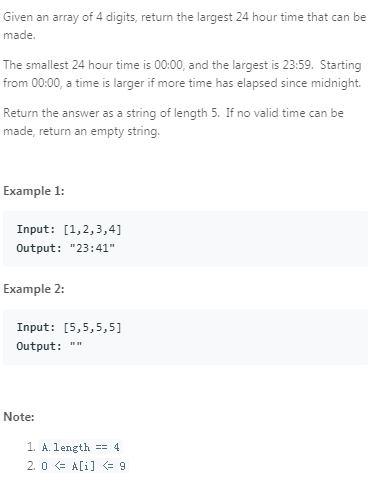 Given an array of 4 digits, return the largest 24 hour time that can be
made.
The smallest 24 hour time is 00:00, and the largest is 23:59. Starting
from 00:00, a time is larger if more time has elapsed since midnight.
Return the answer as a string of length 5. If no valid time can be
made, return an empty string.
Example 1:
Input: [1,2,3,4]
Output: "23:41"
Example 2:
Input: [5,5,5,5]
Output: ""
Note:
1. A.length == 4
2. 0 <= A[i] <= 9